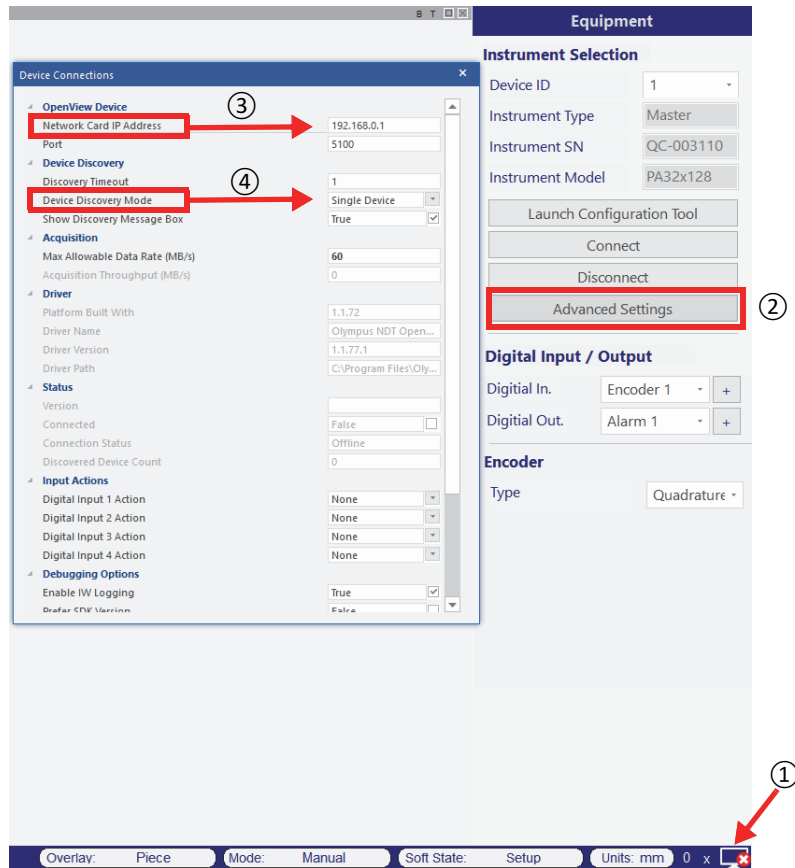 B T
Equipment
Instrument Selection
Device ID 1
Instrument Type Master
Instrument SN QC-003110
Instrument Model PA32x128
Launch Configuration Tool
Connect
Disconnect
Advanced Settings
②
Digital Input / Output
Digitial In. Encoder 1 +
Digitial Out. Alarm 1 +
Encoder
Type Quadrature
Device Connections ×
OpenView Device
③
Network Card IP Address 192.168.0.1
Port 5100
Device Discovery
Discovery Timeout 1
④
Device Discovery Mode Single Device
Show Discovery Message Box True
Acquisition
Max Allowable Data Rate (MB/s) 60
Acquisition Throughput (MB/s) 0
Driver
Platform Built With 1.1.72
Driver Name Olympus NDT Open...
Driver Version 1.1.77.1
Driver Path C:\Program Files\Oly...
Status
Version
Connected False
Connection Status Offline
Discovered Device Count 0
Input Actions
Digital Input 1 Action None
Digital Input 2 Action None
Digital Input 3 Action None
Digital Input 4 Action None
Debugging Options
Enable IW Logging True
Prefer SDK Version False
①
Overlay: Piece Mode: Manual Soft State: Setup Units: mm 0 x